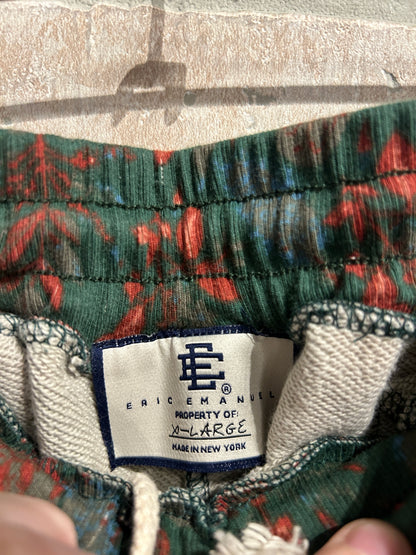 EE®
ERIC EMANUEL
PROPERTY OF:
X-LARGE
MADE IN NEW YORK